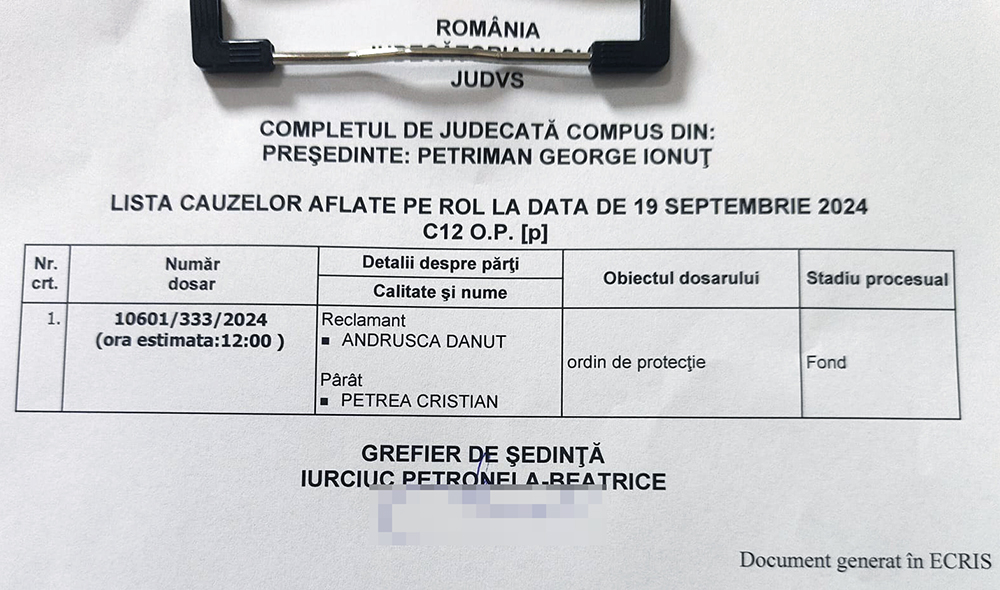 ROMÂNIA
JUDVS
COMPLETUL DE JUDECATĂ COMPUS DIN:
PREŞEDINTE: PETRIMAN GEORGE IONUŢ
LISTA CAUZELOR AFLATE PE ROL LA DATA DE 19 SEPTEMBRIE 2024
C12 O.P. [p]
Nr. crt.
Număr dosar
Detalii despre părţi
Calitate şi nume
Obiectul dosarului
Stadiu procesual
1.
10601/333/2024
(ora estimata:12:00 )
Reclamant
▪ ANDRUSCA DANUT
Pârât
▪ PETREA CRISTIAN
ordin de protecţie
Fond
GREFIER DE ŞEDINŢĂ
IURCIUC PETRONELA-BEATRICE
Document generat în ECRIS